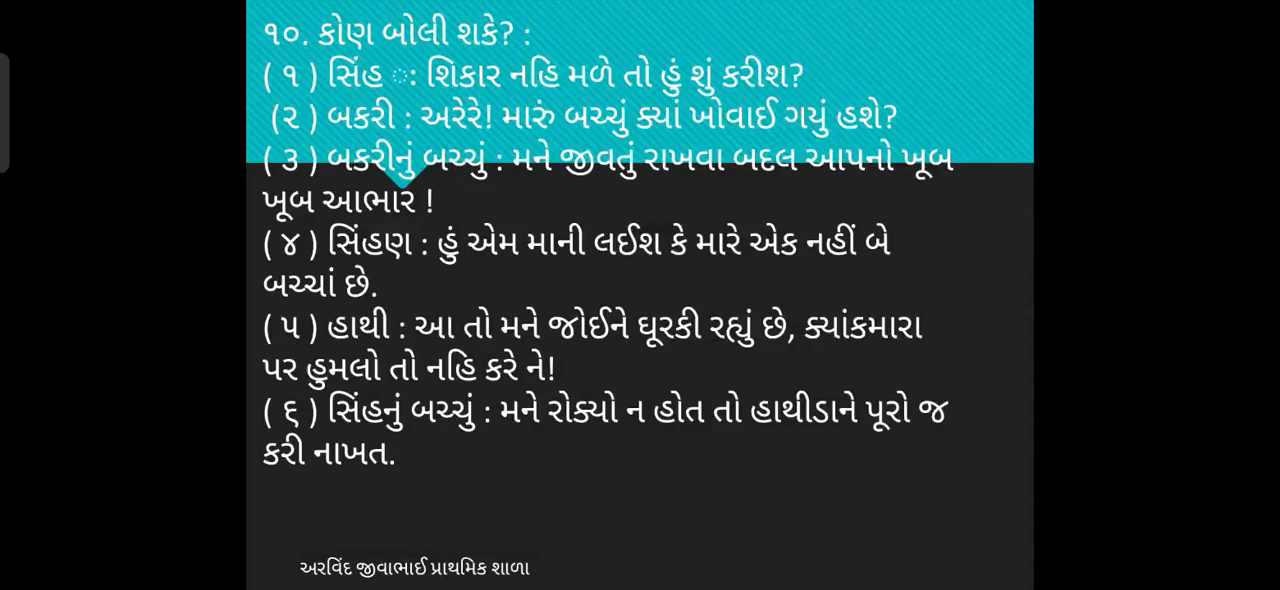 ૧૦. કોણ બોલી શકે? :
( ૧ ) સિંહ ઃ શિકાર નહિ મળે તો હું શું કરીશ?
(૨ ) બકરી : અરેરે! મારું બચ્ચું ક્યાં ખોવાઈ ગયું હશે?
( ૩ ) બકરીનું બચ્ચું : મને જીવતું રાખવા બદલ આપનો ખૂબ
ખૂબ આભાર !
( ૪ ) સિંહણ : હું એમ માની લઈશ કે મારે એક નહીં બે
બચ્ચાં છે.
( ૫ ) હાથી : આ તો મને જોઈને ઘૂરકી રહ્યું છે, ક્યાંકમારા
પર હુમલો તો નહિ કરે ને!
( ૬ ) સિંહનું બચ્ચું : મને રોક્યો ન હોત તો હાથીડાને પૂરો જ
કરી નાખત.
અરવિંદ જીવાભાઈ પ્રાથમિક શાળા